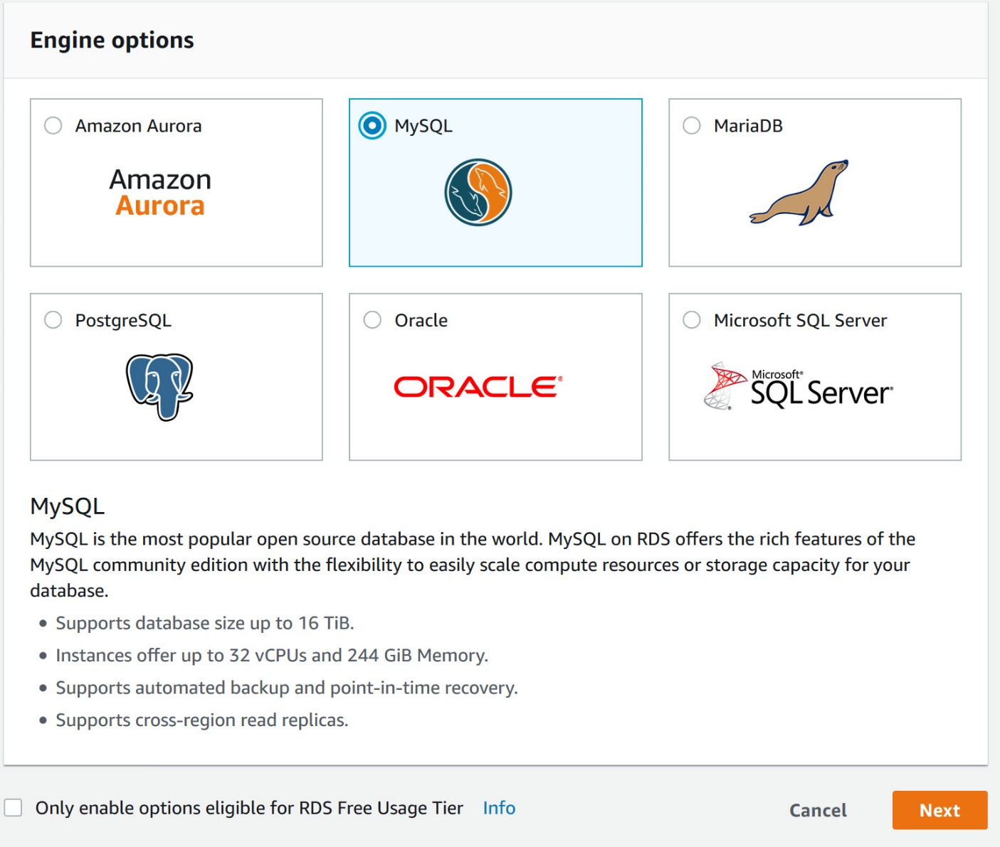 Engine options
Amazon Aurora
Amazon
Aurora
MySQL
MariaDB
PostgreSQL
Oracle
ORACLE®
Microsoft SQL Server
Microsoft®
SQL Server®
MySQL
MySQL is the most popular open source database in the world. MySQL on RDS offers the rich features of the
MySQL community edition with the flexibility to easily scale compute resources or storage capacity for your
database.
• Supports database size up to 16 TiB.
• Instances offer up to 32 vCPUs and 244 GiB Memory.
• Supports automated backup and point-in-time recovery.
• Supports cross-region read replicas.
Only enable options eligible for RDS Free Usage Tier Info
Cancel
Next